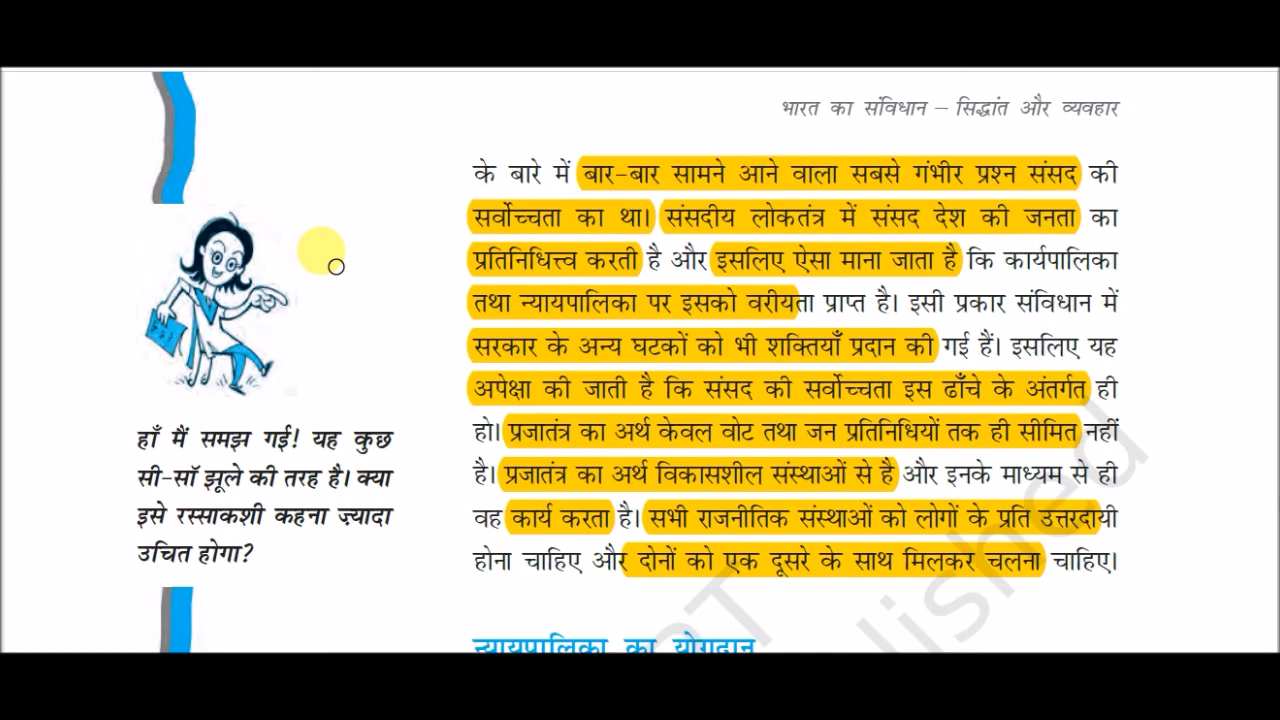 भारत का संविधान – सिद्धांत और व्यवहार
के बारे में बार-बार सामने आने वाला सबसे गंभीर प्रश्न संसद की
सर्वोच्चता का था। संसदीय लोकतंत्र में संसद देश की जनता का
प्रतिनिधित्त्व करती है और इसलिए ऐसा माना जाता है कि कार्यपालिका
तथा न्यायपालिका पर इसको वरीयता प्राप्त है। इसी प्रकार संविधान में
सरकार के अन्य घटकों को भी शक्तियाँ प्रदान की गई हैं। इसलिए यह
अपेक्षा की जाती है कि संसद की सर्वोच्चता इस ढाँचे के अंतर्गत ही
हो। प्रजातंत्र का अर्थ केवल वोट तथा जन प्रतिनिधियों तक ही सीमित नहीं
है। प्रजातंत्र का अर्थ विकासशील संस्थाओं से है और इनके माध्यम से ही
वह कार्य करता है। सभी राजनीतिक संस्थाओं को लोगों के प्रति उत्तरदायी
होना चाहिए और दोनों को एक दूसरे के साथ मिलकर चलना चाहिए।
हाँ मैं समझ गई! यह कुछ
सी-सॉ झूले की तरह है। क्या
इसे रस्साकशी कहना ज़्यादा
उचित होगा?
न्यायपालिका का योगदान